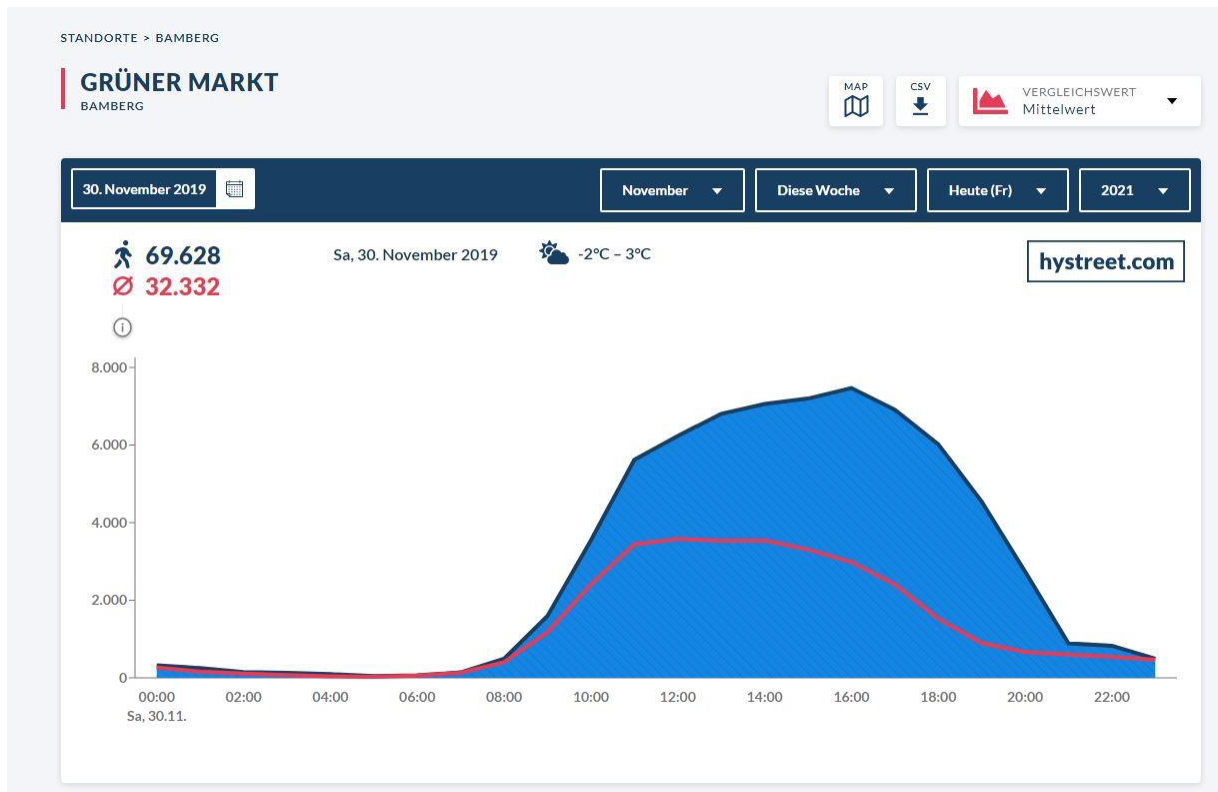 STANDORTE > BAMBERG
GRÜNER MARKT
BAMBERG
MAP
CSV
VERGLEICHSWERT
Mittelwert
30. November 2019
November
Diese Woche
Heute (Fr)
2021
69.628
Sa, 30. November 2019
-2°C – 3°C
hystreet.com
Ø 32.332
i
8.000
6.000
4.000
2.000
0
00:00 02:00 04:00 06:00 08:00 10:00 12:00 14:00 16:00 18:00 20:00 22:00
Sa, 30.11.